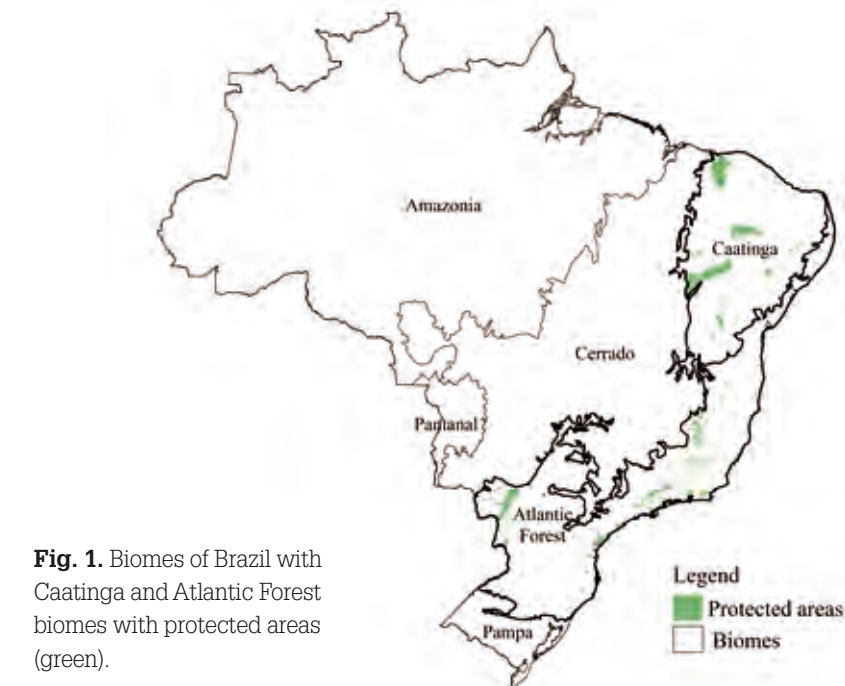 Amazonia
Caatinga
Cerrado
Pantanal
Atlantic
Forest
Pampa
Fig. 1. Biomes of Brazil with
Caatinga and Atlantic Forest
biomes with protected areas
(green).
Legend
Protected areas
Biomes